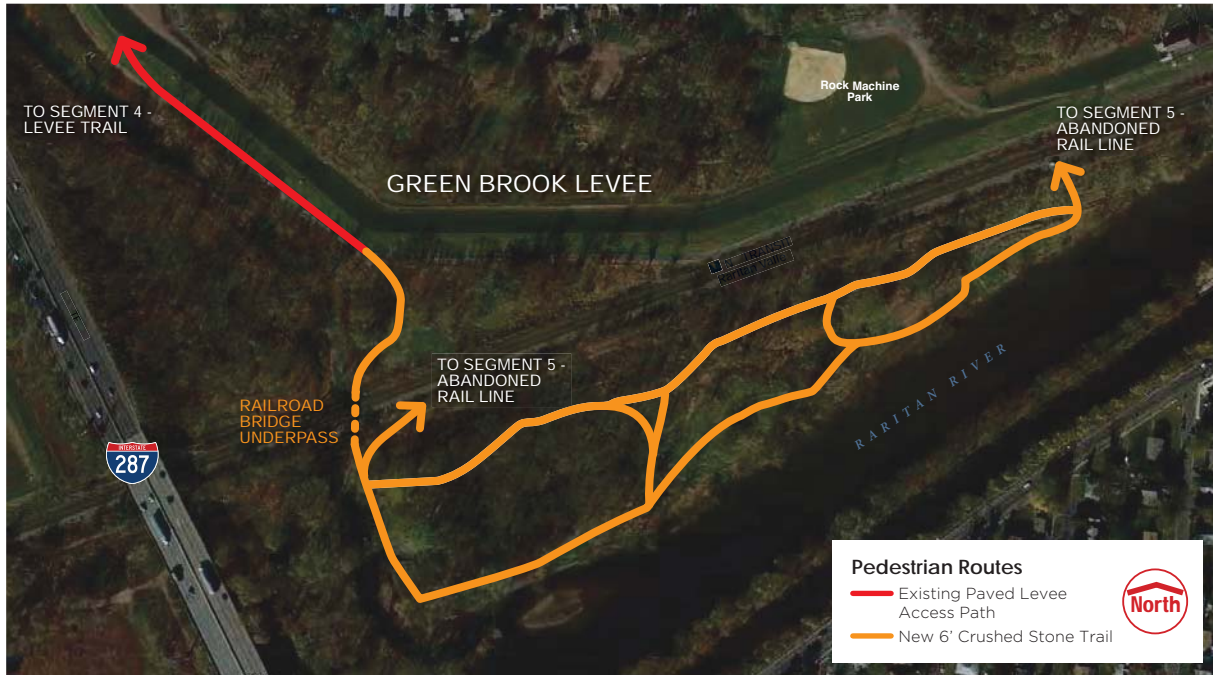 TO SEGMENT 4 -
LEVEE TRAIL
Rock Machine
Park
TO SEGMENT 5 -
ABANDONED
RAIL LINE
GREEN BROOK LEVEE
TO SEGMENT 5 -
ABANDONED
RAIL LINE
RAILROAD
BRIDGE
UNDERPASS
INTERSTATE
287
RARITAN RIVER
Pedestrian Routes
Existing Paved Levee
Access Path
New 6' Crushed Stone Trail
North